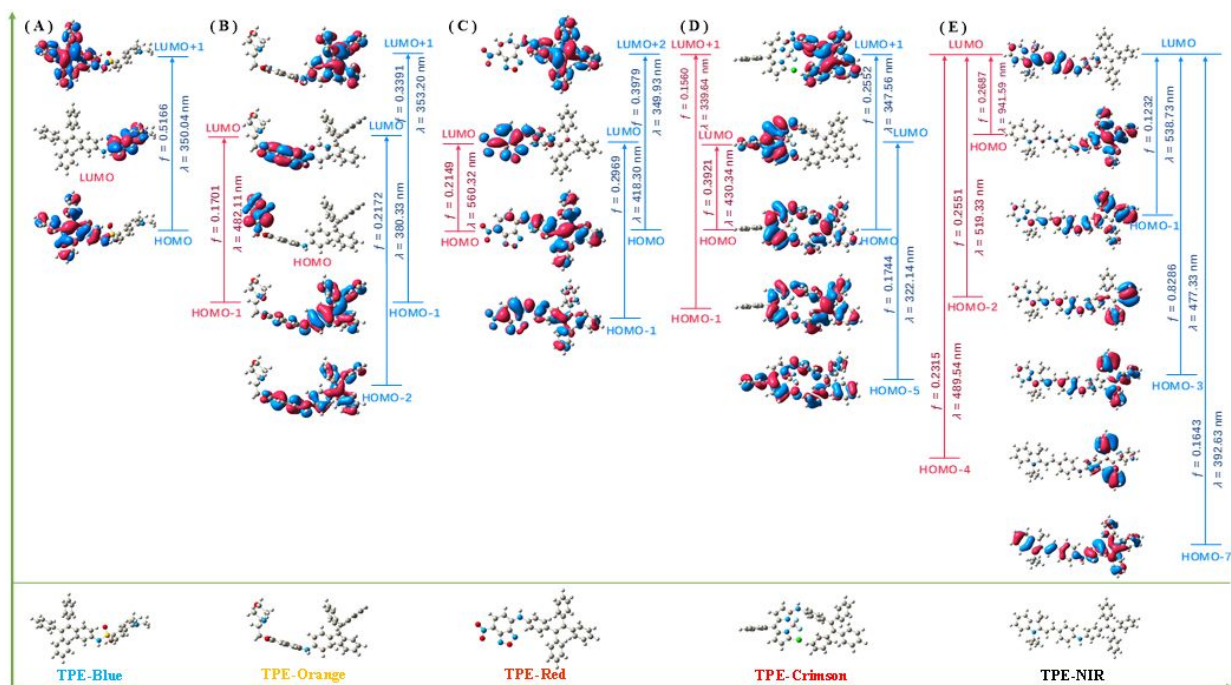 (A)
LUMO+1
f = 0.5166
λ = 350.04 nm
LUMO
HOMO
(B)
LUMO+1
f = 0.3391
λ = 353.20 nm
LUMO
LUMO
f = 0.1701
λ = 482.11 nm
f = 0.2172
λ = 380.33 nm
HOMO
HOMO-1
HOMO-1
HOMO-2
(C)
LUMO+2
f = 0.3979
λ = 349.93 nm
LUMO
LUMO
f = 0.2149
λ = 560.32 nm
f = 0.2969
λ = 418.30 nm
HOMO
HOMO
HOMO-1
(D)
LUMO+1
LUMO+1
f = 0.1560
λ = 339.64 nm
f = 0.2552
λ = 347.56 nm
LUMO
LUMO
f = 0.3921
λ = 430.34 nm
HOMO
HOMO
f = 0.1744
λ = 322.14 nm
HOMO-1
HOMO-5
(E)
LUMO
LUMO
f = 0.2687
λ = 941.59 nm
HOMO
f = 0.1232
λ = 538.73 nm
HOMO-1
f = 0.2551
λ = 519.33 nm
HOMO-2
f = 0.8286
λ = 477.33 nm
HOMO-3
f = 0.2315
λ = 489.54 nm
HOMO-4
f = 0.1643
λ = 392.63 nm
HOMO-7
TPE-Blue
TPE-Orange
TPE-Red
TPE-Crimson
TPE-NIR